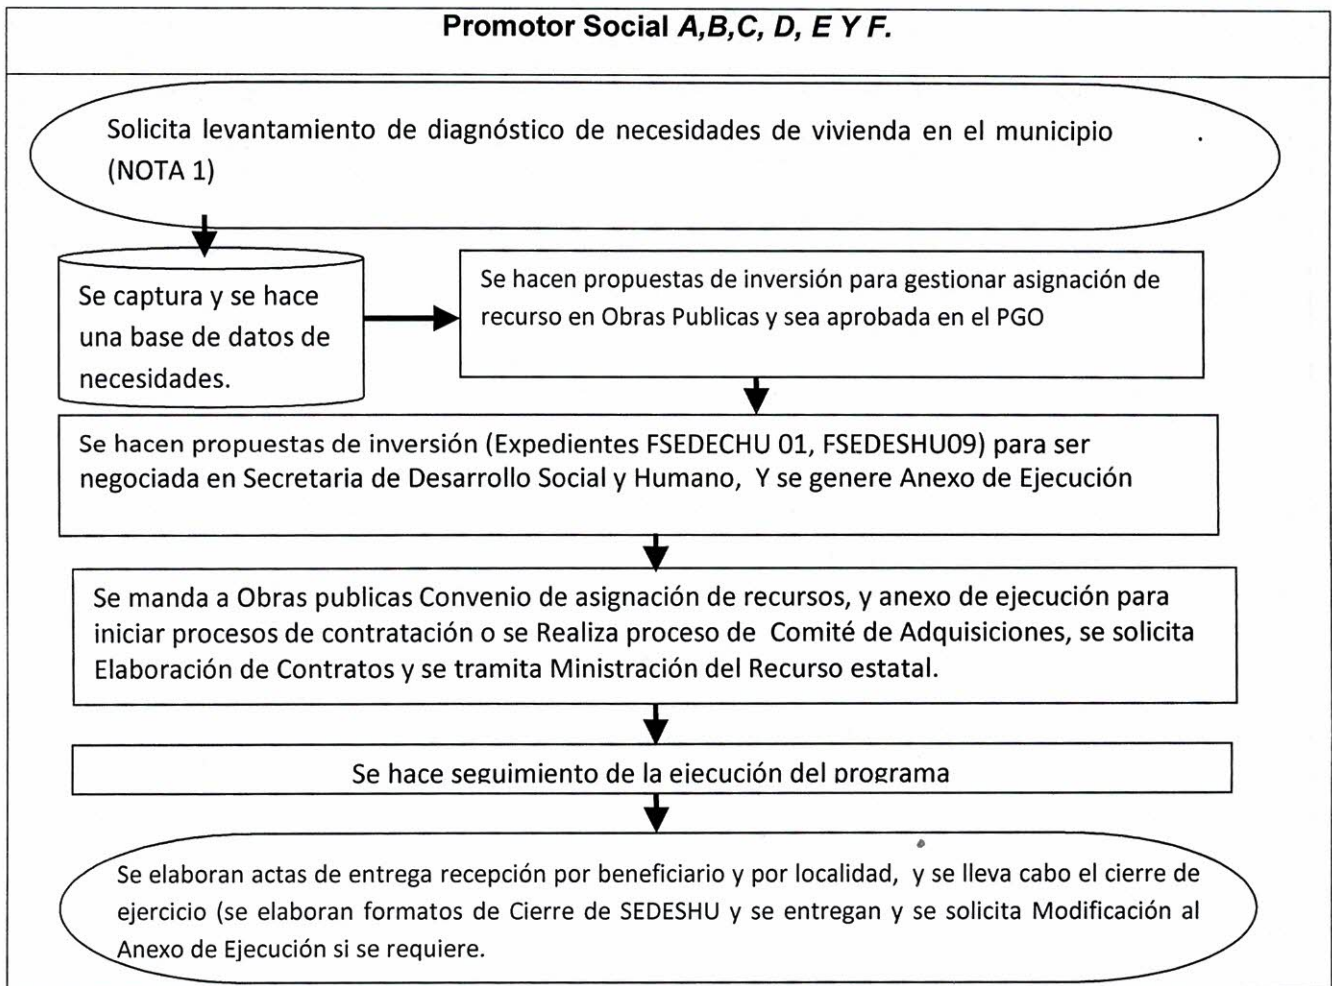 Promotor Social A,B,C, D, E Y F.
Solicita levantamiento de diagnóstico de necesidades de vivienda en el municipio
(NOTA 1)
Se captura y se hace
una base de datos de
necesidades.
Se hacen propuestas de inversión para gestionar asignación de
recurso en Obras Publicas y sea aprobada en el PGO
Se hacen propuestas de inversión (Expedientes FSEDECHU 01, FSEDESHU09) para ser
negociada en Secretaria de Desarrollo Social y Humano, Y se genere Anexo de Ejecución
Se manda a Obras publicas Convenio de asignación de recursos, y anexo de ejecución para
iniciar procesos de contratación o se Realiza proceso de Comité de Adquisiciones, se solicita
Elaboración de Contratos y se tramita Ministración del Recurso estatal.
Se hace seguimiento de la ejecución del programa
Se elaboran actas de entrega recepción por beneficiario y por localidad, y se lleva cabo el cierre de
ejercicio (se elaboran formatos de Cierre de SEDESHU y se entregan y se solicita Modificación al
Anexo de Ejecución si se requiere.